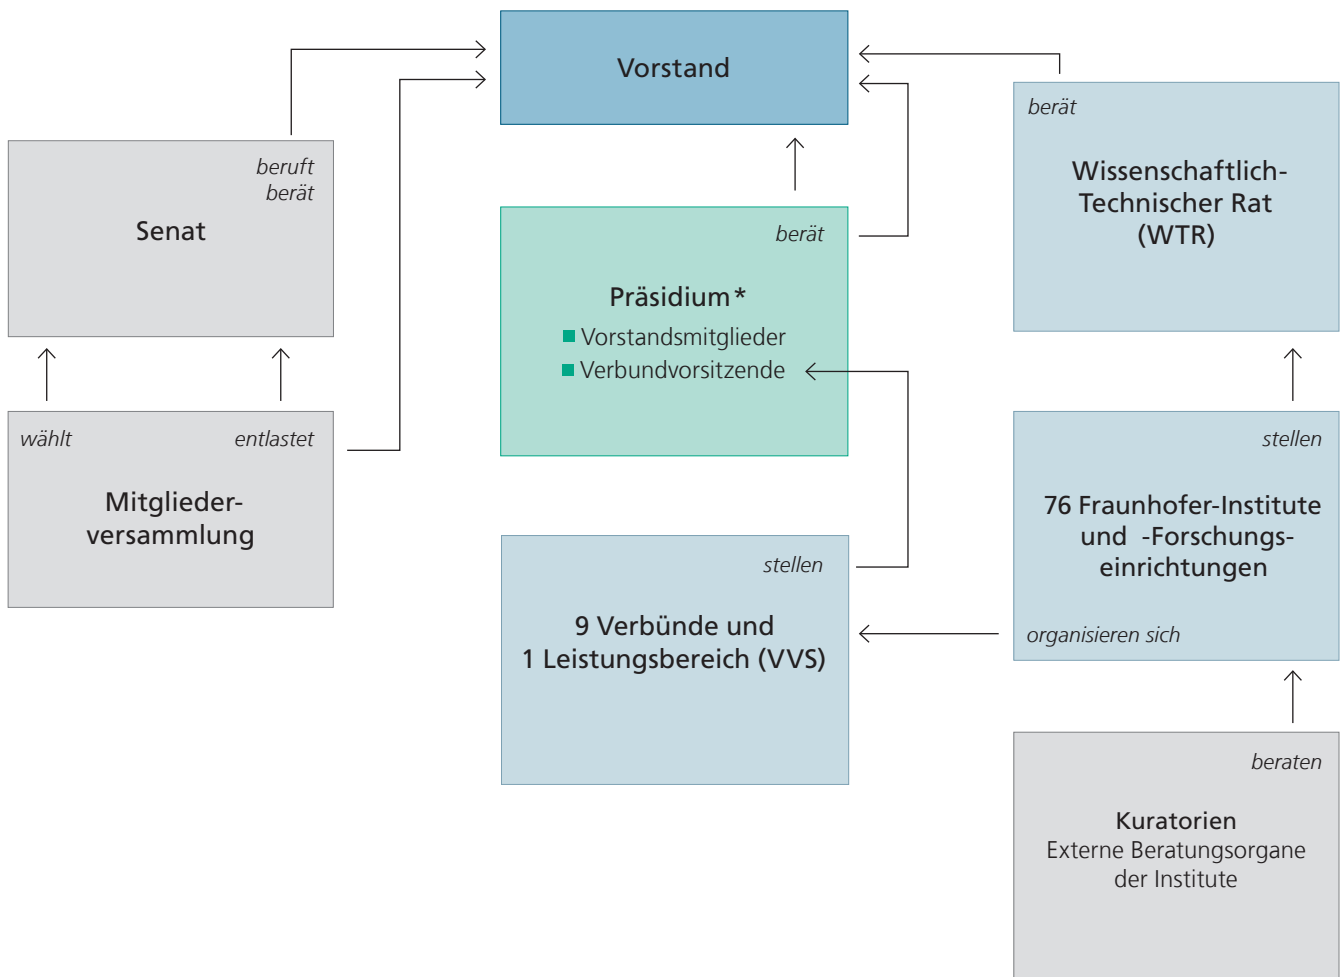 Vorstand
beruft
berät
Senat
wählt
entlastet
Mitglieder-
versammlung
berät
Präsidium*
Vorstandsmitglieder
Verbundvorsitzende
stellen
9 Verbünde und
1 Leistungsbereich (VVS)
berät
Wissenschaftlich-
Technischer Rat
(WTR)
stellen
76 Fraunhofer-Institute
und -Forschungs-
einrichtungen
organisieren sich
beraten
Kuratorien
Externe Beratungsorgane
der Institute